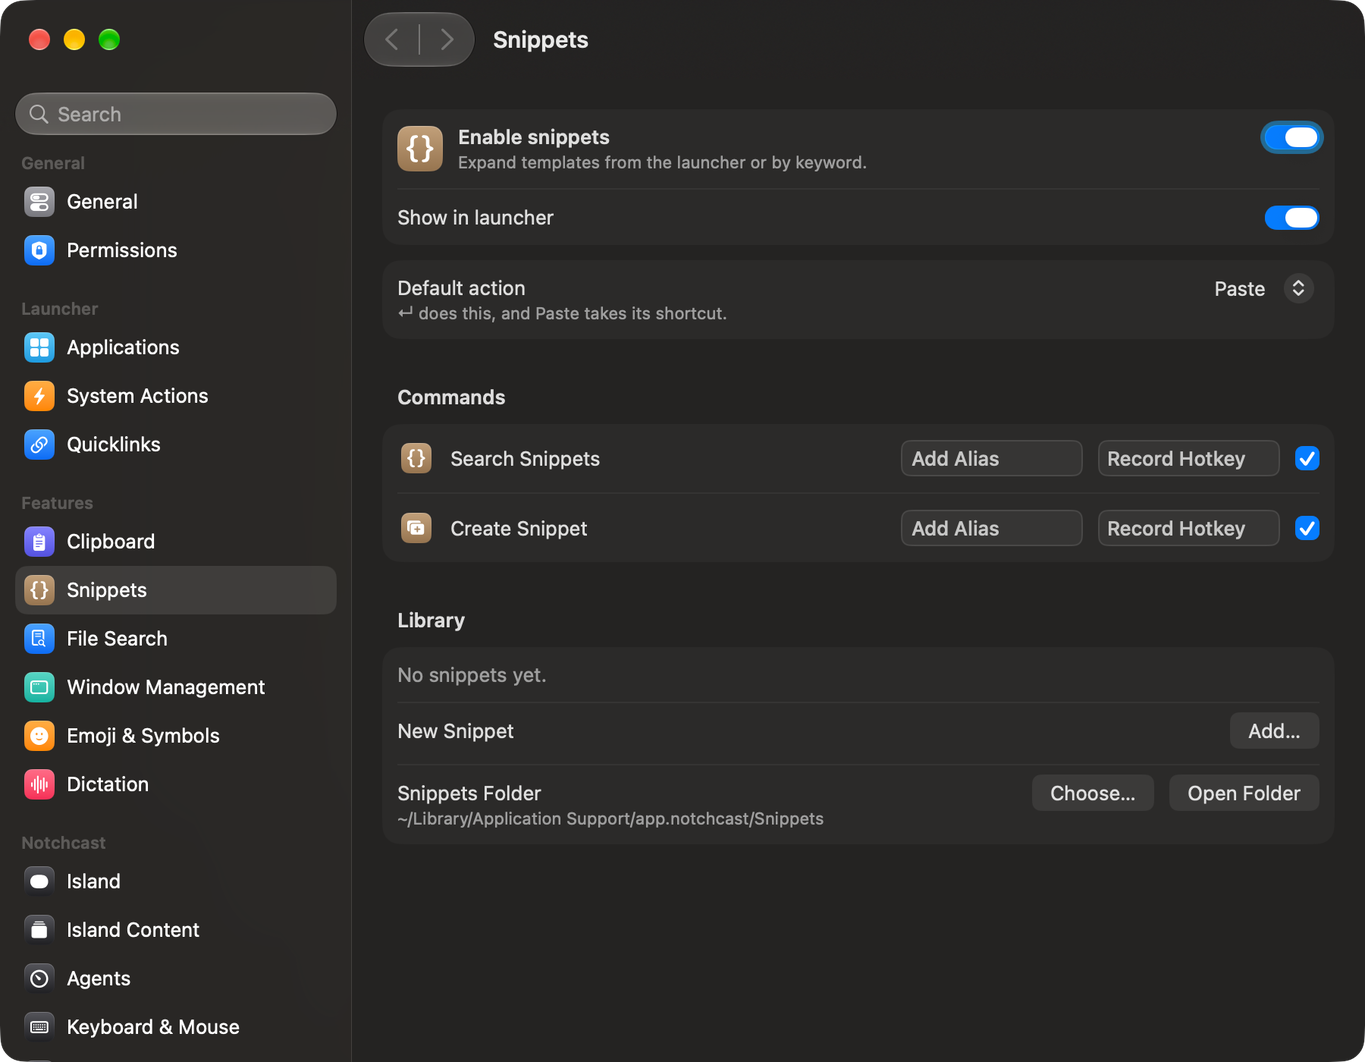 Snippets
Search
General
General
Permissions
Launcher
Applications
System Actions
Quicklinks
Features
Clipboard
Snippets
File Search
Window Management
Emoji & Symbols
Dictation
Notchcast
Island
Island Content
Agents
Keyboard & Mouse
Enable snippets
Expand templates from the launcher or by keyword.
Show in launcher
Default action
Paste
↵ does this, and Paste takes its shortcut.
Commands
Search Snippets
Add Alias
Record Hotkey
Create Snippet
Add Alias
Record Hotkey
Library
No snippets yet.
New Snippet
Add...
Snippets Folder
Choose...
Open Folder
~/Library/Application Support/app.notchcast/Snippets